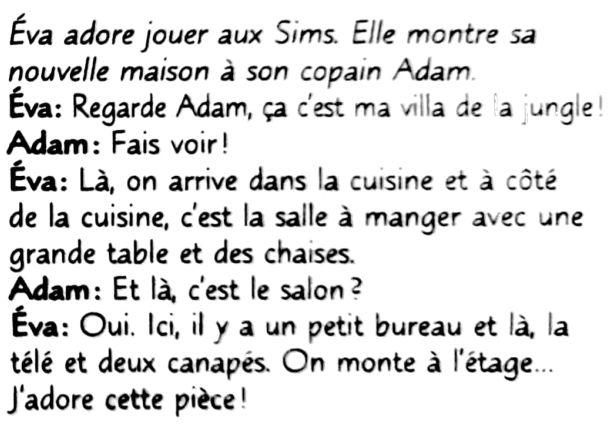 Éva adore jouer aux Sims. Elle montre sa
nouvelle maison à son copain Adam.
Éva: Regarde Adam, ça c'est ma villa de la jungle!
Adam: Fais voir!
Éva: Là, on arrive dans la cuisine et à côté
de la cuisine, c'est la salle à manger avec une
grande table et des chaises.
Adam: Et là, c'est le salon?
Éva: Oui. Ici, il y a un petit bureau et là, la
télé et deux canapés. On monte à l'étage...
J'adore cette pièce!